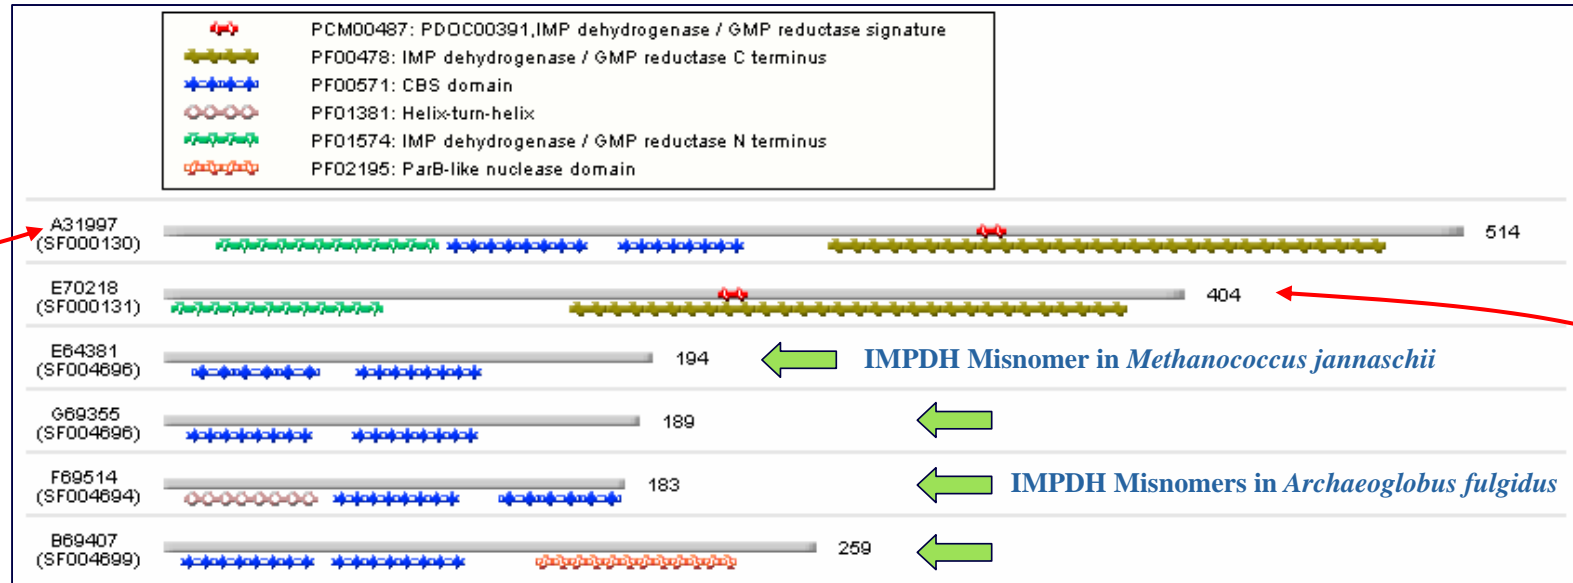 PCM00487: PDOC00391,IMP dehydrogenase / GMP reductase signature
PF00478: IMP dehydrogenase / GMP reductase C terminus
PF00571: CBS domain
PF01381: Helix-turn-helix
PF01574: IMP dehydrogenase / GMP reductase N terminus
PF02195: ParB-like nuclease domain
A31997
(SF000130)
514
E70218
(SF000131)
404
E64381
(SF004696)
194
IMPDH Misnomer in Methanococcus jannaschii
G69355
(SF004696)
189
F69514
(SF004694)
183
IMPDH Misnomers in Archaeoglobus fulgidus
B69407
(SF004699)
259